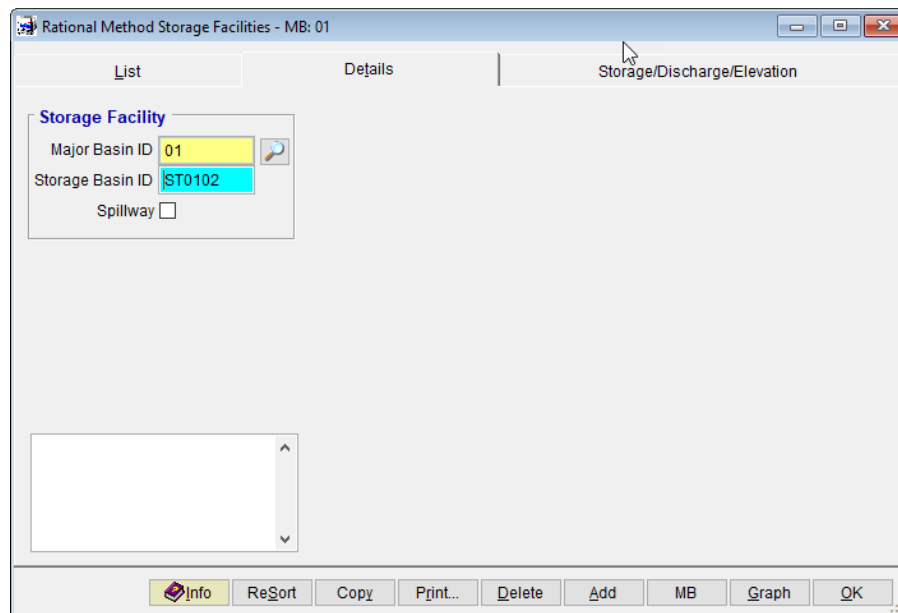 Rational Method Storage Facilities - MB: 01
List Details Storage/Discharge/Elevation
Storage Facility
Major Basin ID 01
Storage Basin ID ST0102
Spillway
Info ReSort Copy Print... Delete Add MB Graph OK